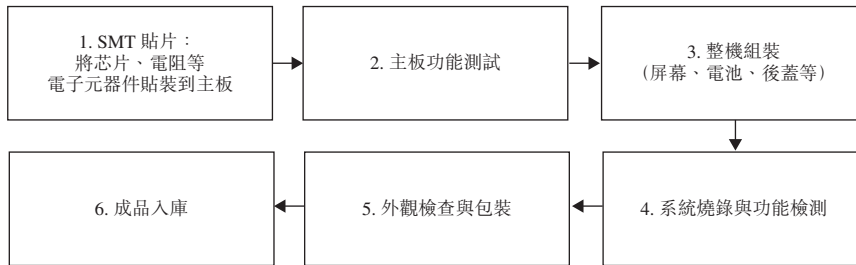 1. SMT 貼片：
將芯片、電阻等
電子元器件貼裝到主板
2. 主板功能測試
3. 整機組裝
（屏幕、電池、後蓋等）
4. 系統燒錄與功能檢測
5. 外觀檢查與包裝
6. 成品入庫